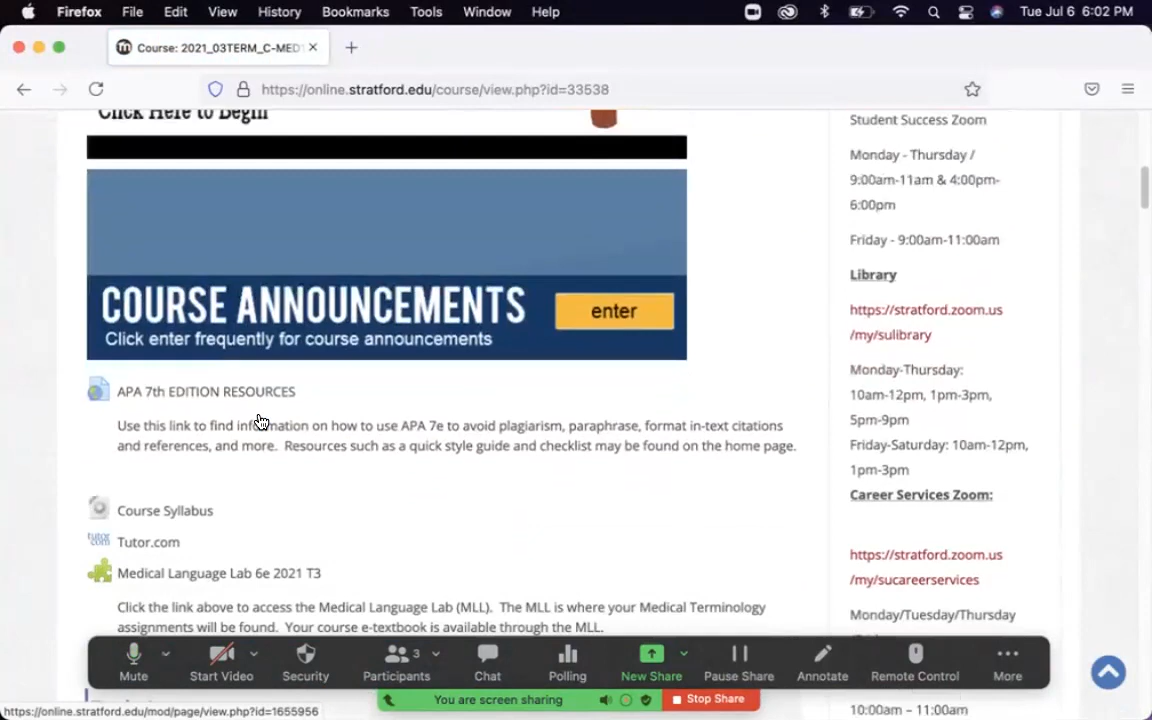 Firefox File Edit View History Bookmarks Tools Window Help Tue Jul 6 6:02 PM
Course: 2021_03TERM_C-MED
https://online.stratford.edu/course/view.php?id=33538
Click Here to Begin
COURSE ANNOUNCEMENTS
enter
Click enter frequently for course announcements
APA 7th EDITION RESOURCES
Use this link to find information on how to use APA 7e to avoid plagiarism, paraphrase, format in-text citations
and references, and more. Resources such as a quick style guide and checklist may be found on the home page.
Course Syllabus
tutor.com
Tutor.com
Medical Language Lab 6e 2021 T3
Click the link above to access the Medical Language Lab (MLL). The MLL is where your Medical Terminology
assignments will be found. Your course e-textbook is available through the MLL.
Student Success Zoom
Monday - Thursday /
9:00am-11am & 4:00pm-
6:00pm
Friday - 9:00am-11:00am
Library
https://stratford.zoom.us
/my/sulibrary
Monday-Thursday:
10am-12pm, 1pm-3pm,
5pm-9pm
Friday-Saturday: 10am-12pm,
1pm-3pm
Career Services Zoom:
https://stratford.zoom.us
/my/sucareerservices
Monday/Tuesday/Thursday
10:00am – 11:00am
Mute Start Video Security Participants 3 Chat Polling New Share Pause Share Annotate Remote Control More
You are screen sharing Stop Share
https://online.stratford.edu/mod/page/view.php?id=1655956